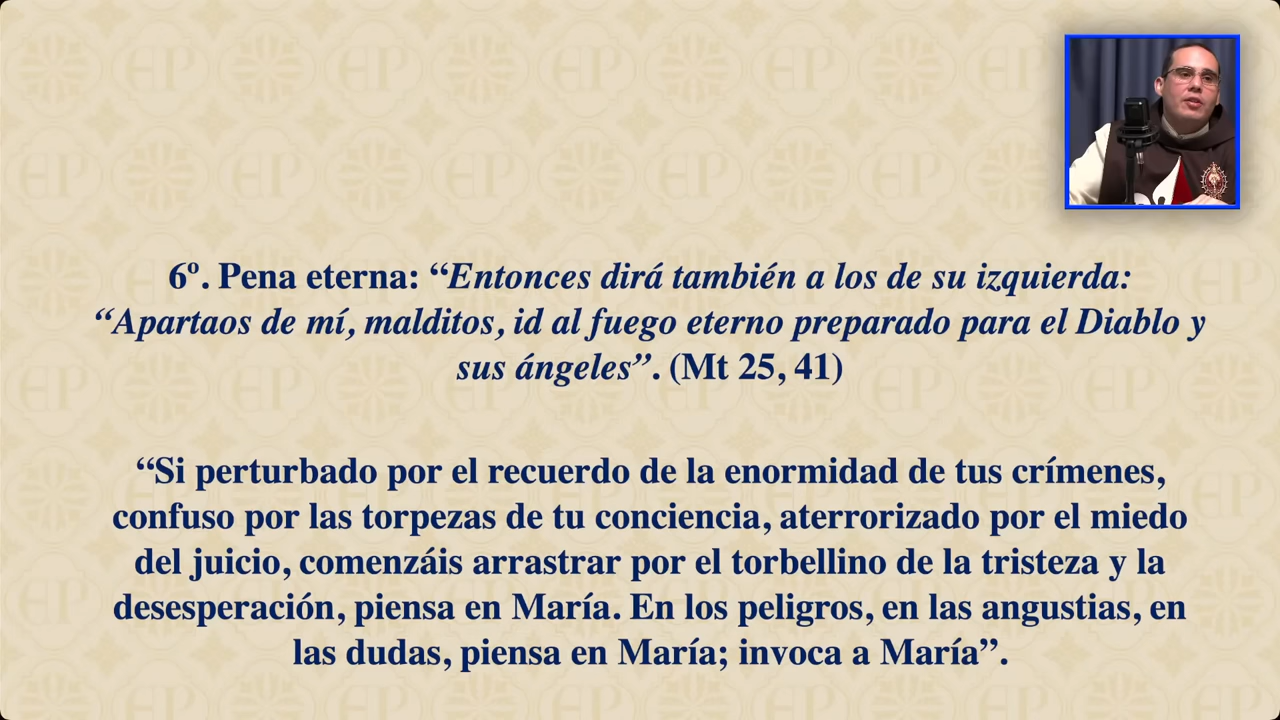 6º. Pena eterna: “Entonces dirá también a los de su izquierda:
“Apartaos de mí, malditos, id al fuego eterno preparado para el Diablo y
sus ángeles”. (Mt 25, 41)
“Si perturbado por el recuerdo de la enormidad de tus crímenes,
confuso por las torpezas de tu conciencia, aterrorizado por el miedo
del juicio, comenzáis arrastrar por el torbellino de la tristeza y la
desesperación, piensa en María. En los peligros, en las angustias, en
las dudas, piensa en María; invoca a María”.